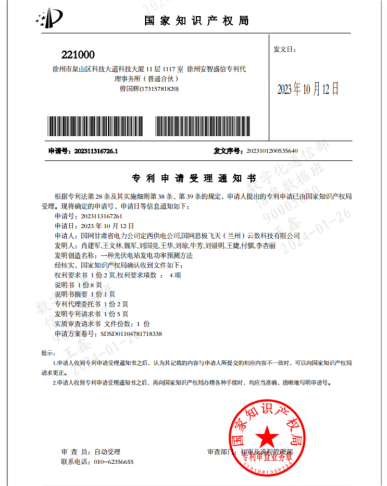 国家知识产权局
221000
发文日:
徐州市泉山区科技大道科技大厦 11 层 1117 室 徐州安智盛信专利代
理事务所(普通合伙)
曾国辉(17315781820)
2023 年 10 月 12 日
申请号:202311316726.1
发文序号:2023101200535640
专利申请受理通知书
根据专利法第 28 条及其实施细则第 38 条、第 39 条的规定,申请人提出的专利申请已由国家知识产权局
受理。现将确定的申请号、申请日等信息通知如下:
申请号:2023113167261
申请日:2023 年 10 月 12 日
申请人:国网甘肃省电力公司定西供电公司,国网思极飞天(兰州)云数科技有限公司
发明人:肖建军,王文林,魏军,刘国尧,王华,刘琼,牛芳,刘银明,王婕,付骥,李杏丽
发明创造名称:一种光伏电站发电功率预测方法
经核实,国家知识产权局确认收到文件如下:
权利要求书 1 份 2 页,权利要求项数 : 4 项
说明书 1 份 8 页
说明书摘要 1 份 1 页
专利代理委托书 1 份 2 页
发明专利请求书 1 份 5 页
实质审查请求书 文件份数:1 份
申请方案卷号:SDSD01104781718338
提示:
1.申请人收到专利申请受理通知书之后,认为其记载的内容与申请人所提交的相应内容不一致时,可以向国家知识产权局
请求更正。
2.申请人收到专利申请受理通知书之后,再向国家知识产权局办理各种手续时,均应当准确、清晰地写明申请号。
国家知识产权局
专利审查业务章
审 查 员:自动受理
审查部门:
联系电话:010-62356655